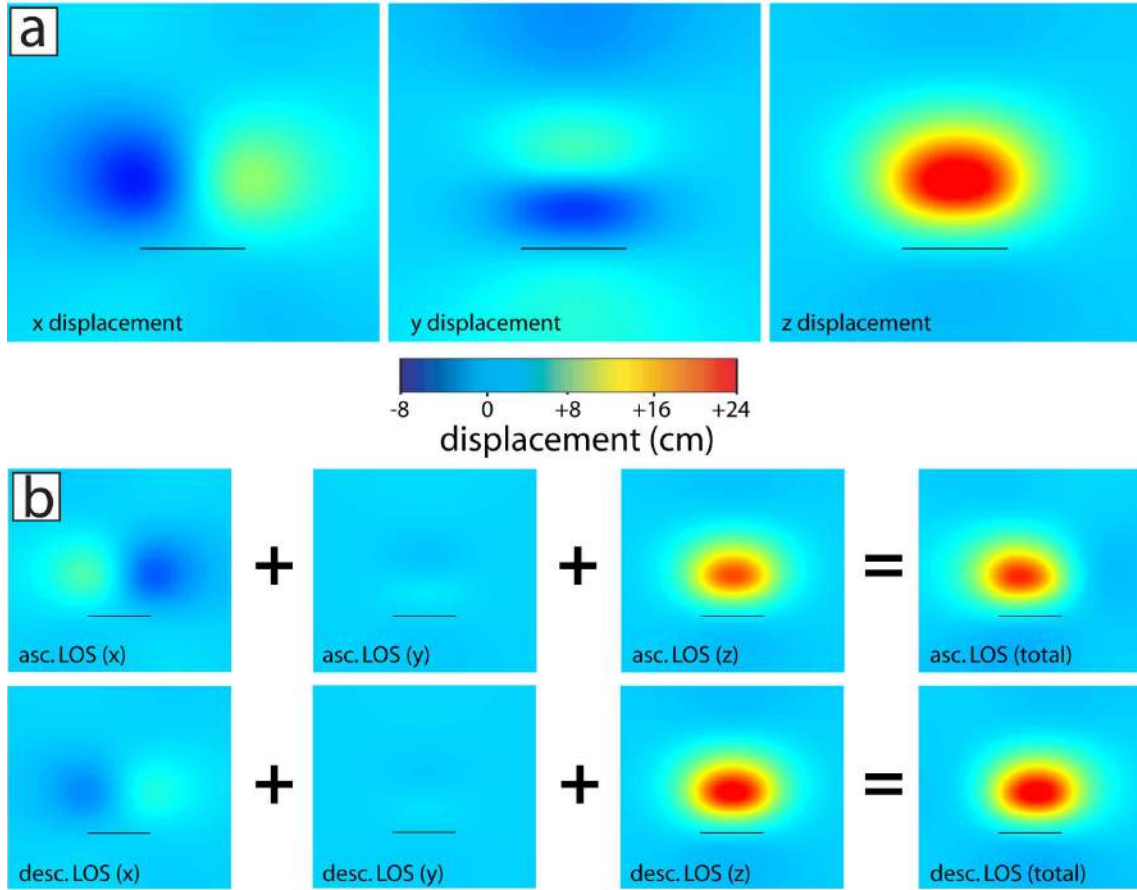 a
x displacement
y displacement
z displacement
-8 0 +8 +16 +24
displacement (cm)
b
+ + =
asc. LOS (x)
asc. LOS (y)
asc. LOS (z)
asc. LOS (total)
+ + =
desc. LOS (x)
desc. LOS (y)
desc. LOS (z)
desc. LOS (total)